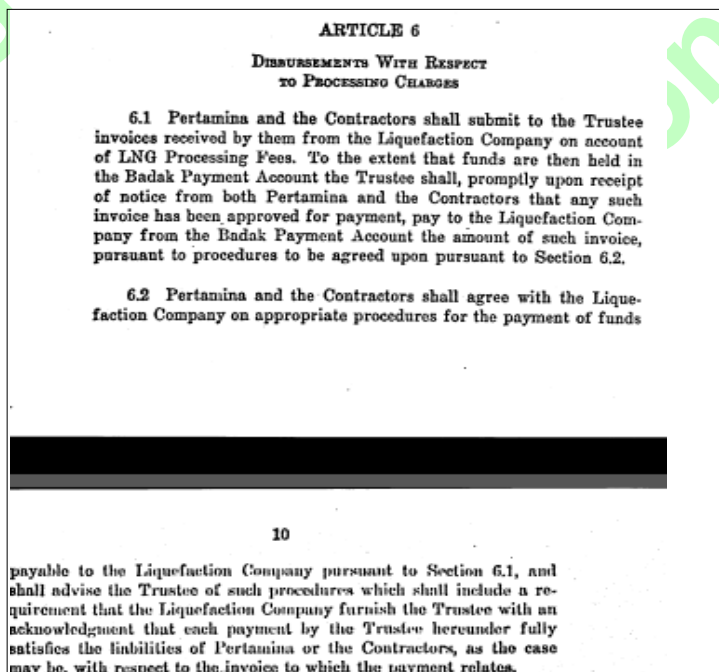 ARTICLE 6
DISBURSEMENTS WITH RESPECT
TO PROCESSING CHARGES
6.1 Pertamina and the Contractors shall submit to the Trustee
invoices received by them from the Liquefaction Company on account
of LNG Processing Fees. To the extent that funds are then held in
the Badak Payment Account the Trustee shall, promptly upon receipt
of notice from both Pertamina and the Contractors that any such
invoice has been approved for payment, pay to the Liquefaction Com-
pany from the Badak Payment Account the amount of such invoice,
pursuant to procedures to be agreed upon pursuant to Section 6.2.
6.2 Pertamina and the Contractors shall agree with the Lique-
faction Company on appropriate procedures for the payment of funds
10
payable to the Liquefaction Company pursuant to Section 6.1, and
shall advise the Trustee of such procedures which shall include a re-
quirement that the Liquefaction Company furnish the Trustee with an
acknowledgment that each payment by the Trustee hereunder fully
satisfies the liabilities of Pertamina or the Contractors, as the case
may be, with respect to the invoice to which the payment relates.